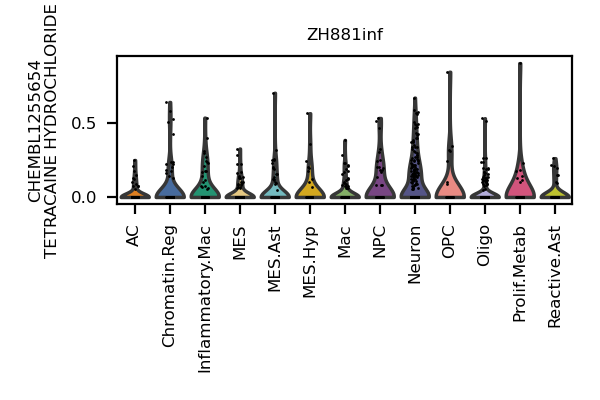 ZH881inf
CHEMBL1255654
TETRACAINE HYDROCHLORIDE
0.5
0.0
AC
Chromatin.Reg
Inflammatory.Mac
MES
MES.Ast
MES.Hyp
Mac
NPC
Neuron
OPC
Oligo
Prolif.Metab
Reactive.Ast